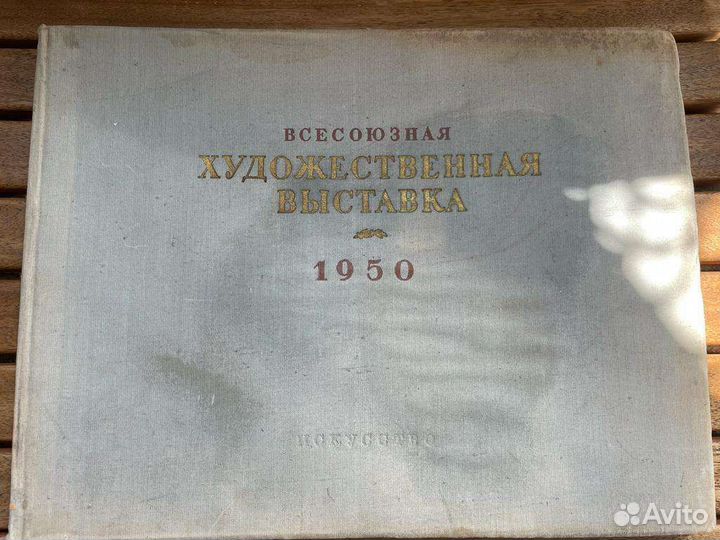 ВСЕСОЮЗНАЯ
ХУДОЖЕСТВЕННАЯ
ВЫСТАВКА
1950
ИСКУССТВО
Avito